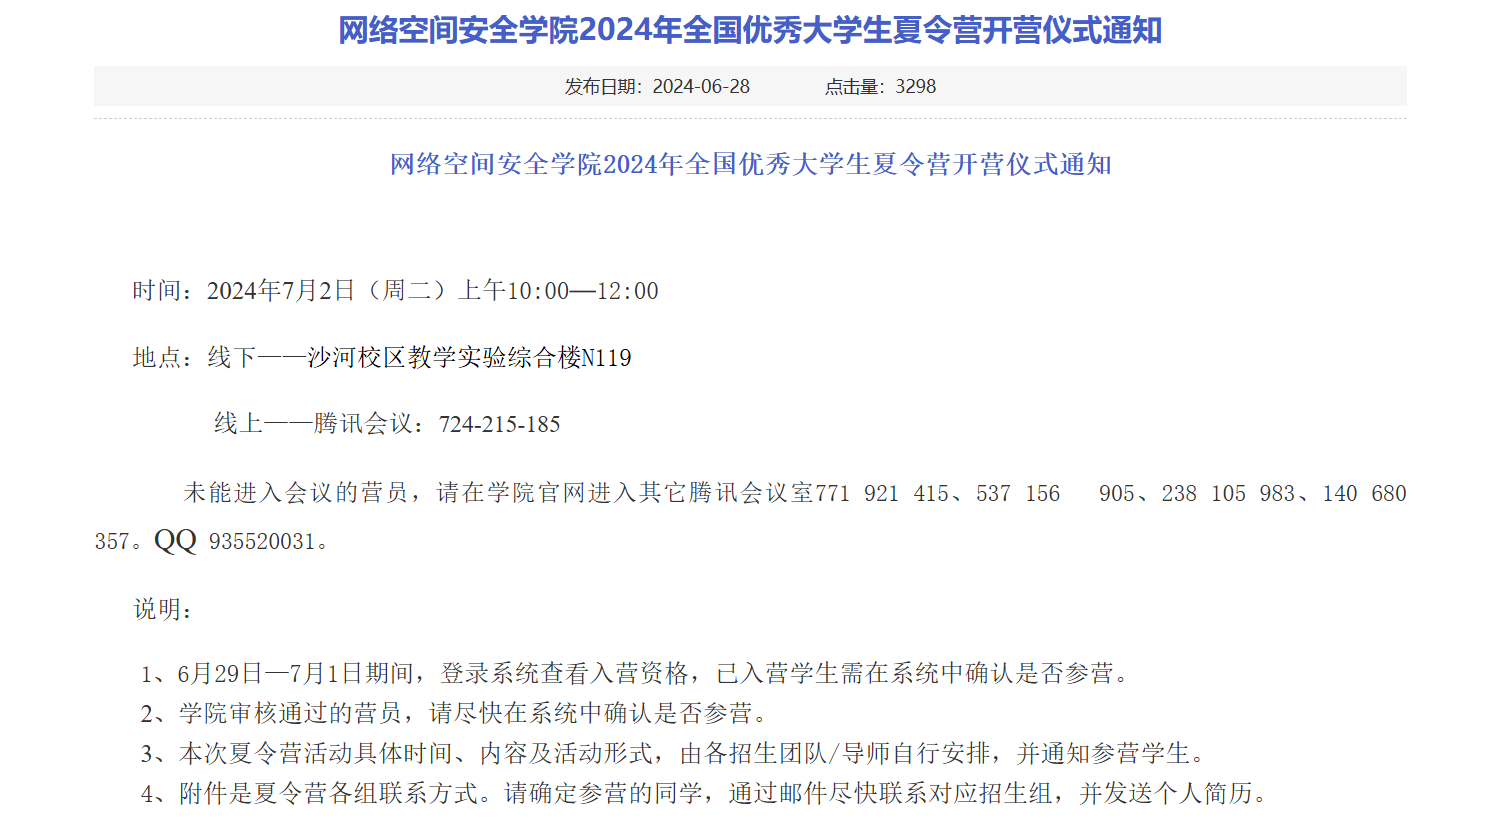 网络空间安全学院2024年全国优秀大学生夏令营开营仪式通知
发布日期：2024-06-28 点击量：3298
网络空间安全学院2024年全国优秀大学生夏令营开营仪式通知
时间：2024年7月2日（周二）上午10:00—12:00
地点：线下——沙河校区教学实验综合楼N119
线上——腾讯会议：724-215-185
未能进入会议的营员，请在学院官网进入其它腾讯会议室771 921 415、537 156 905、238 105 983、140 680
357。QQ 935520031。
说明：
1、6月29日—7月1日期间，登录系统查看入营资格，已入营学生需在系统中确认是否参营。
2、学院审核通过的营员，请尽快在系统中确认是否参营。
3、本次夏令营活动具体时间、内容及活动形式，由各招生团队/导师自行安排，并通知参营学生。
4、附件是夏令营各组联系方式。请确定参营的同学，通过邮件尽快联系对应招生组，并发送个人简历。